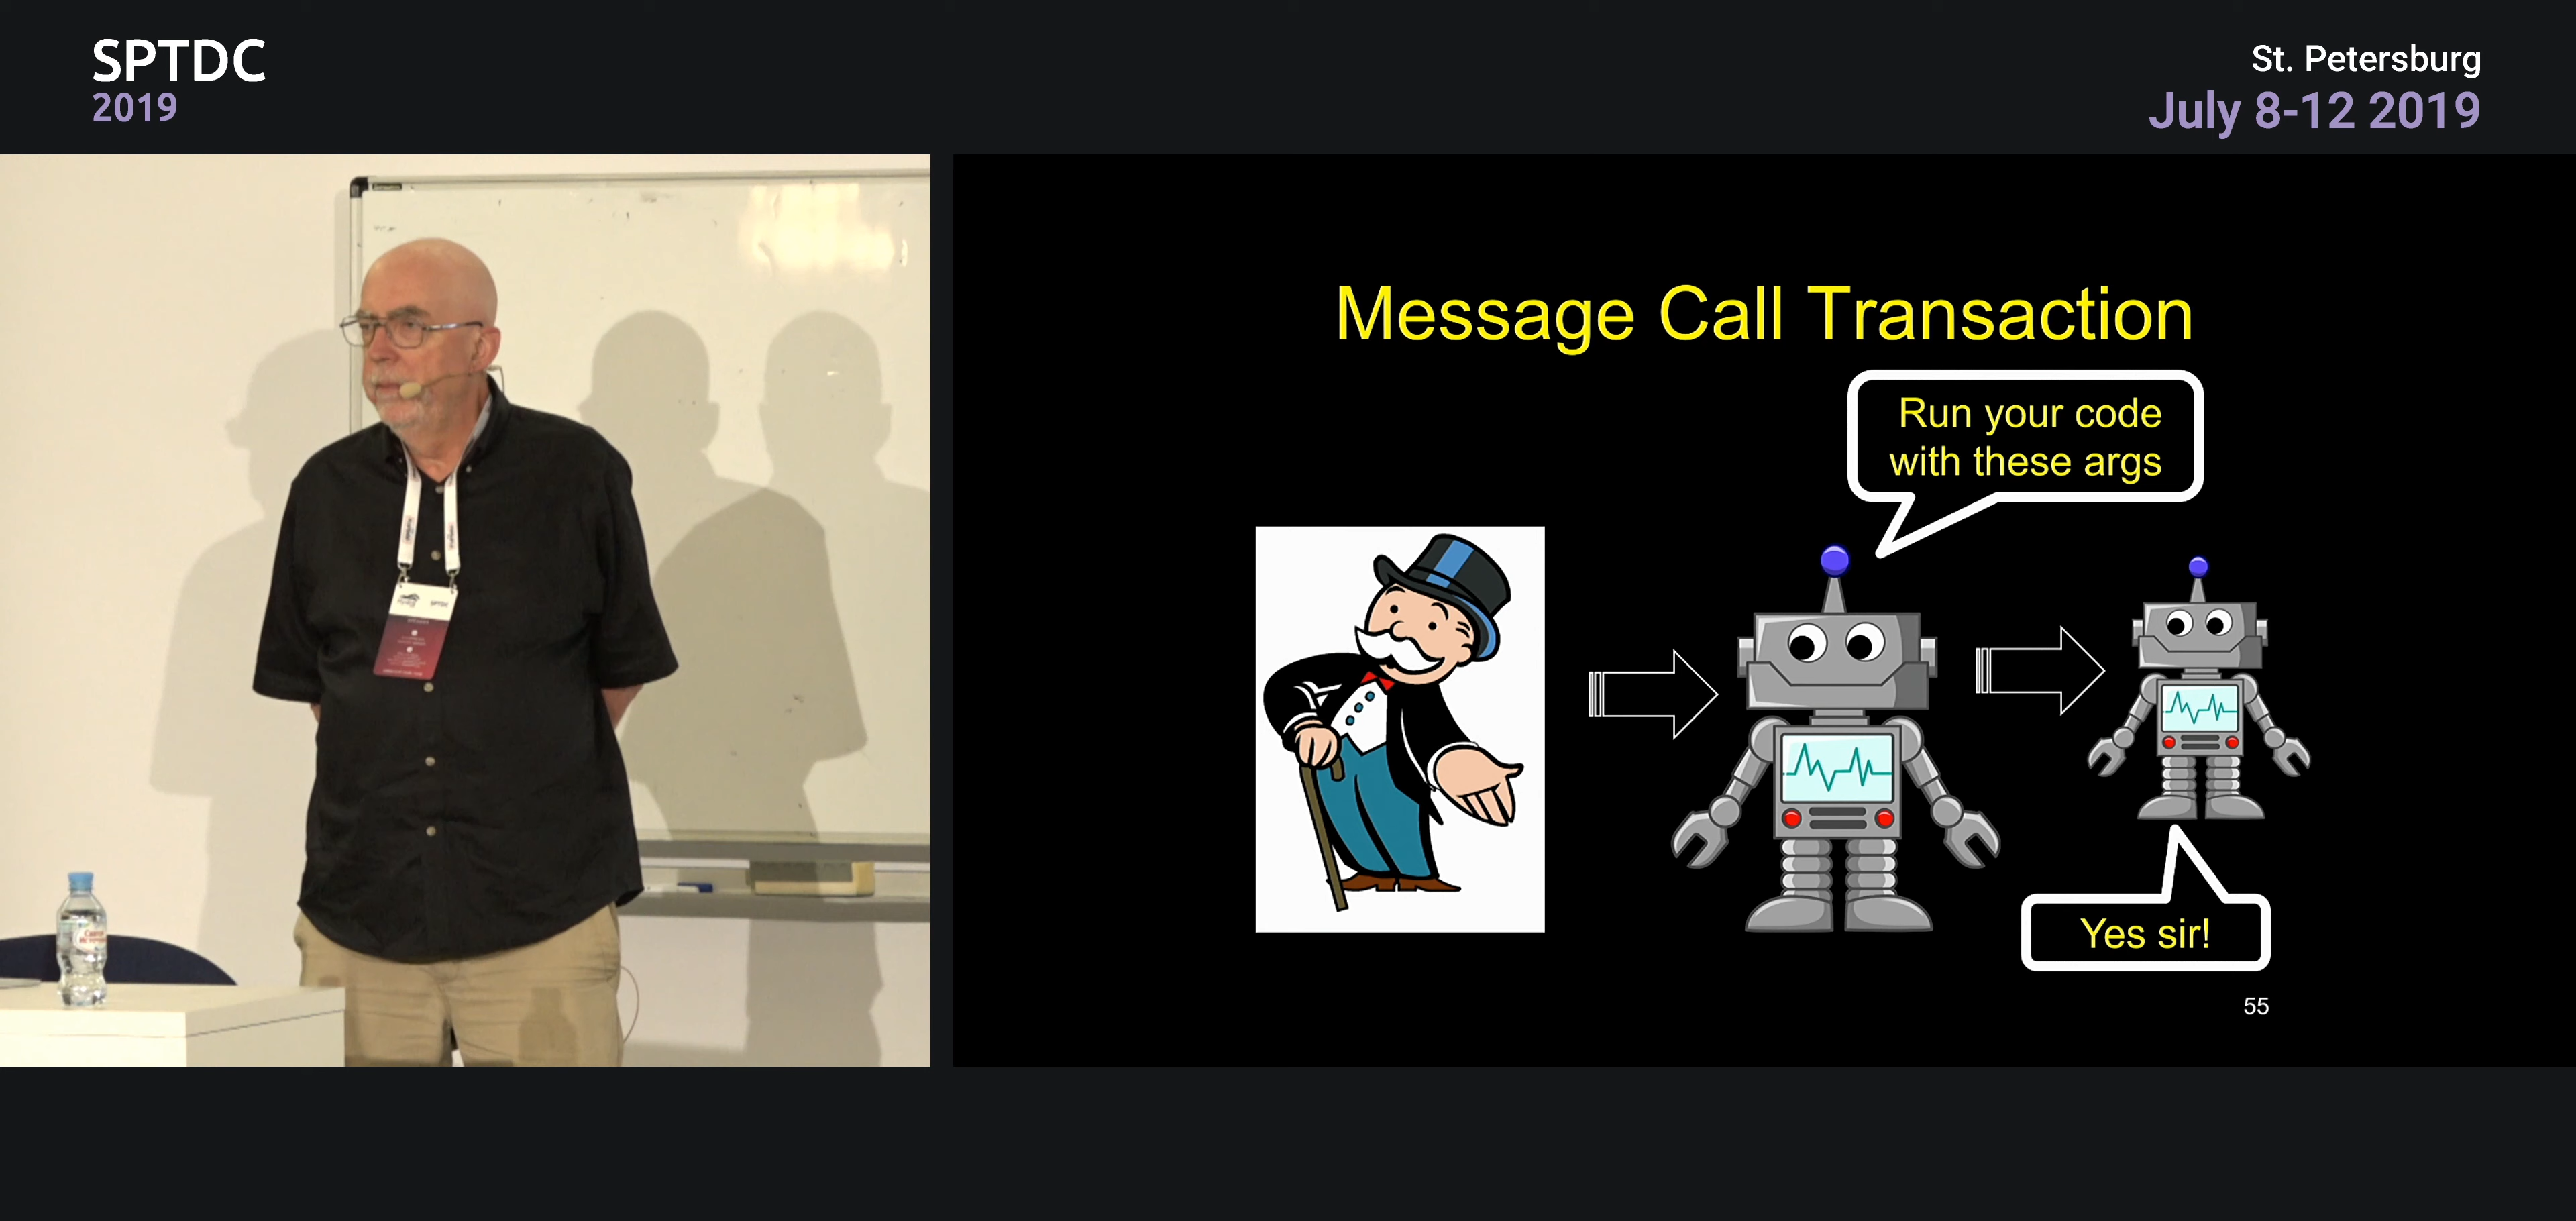 SPTDC
2019
St. Petersburg
July 8-12 2019
Message Call Transaction
Run your code
with these args
Yes sir!
55
SPTDC